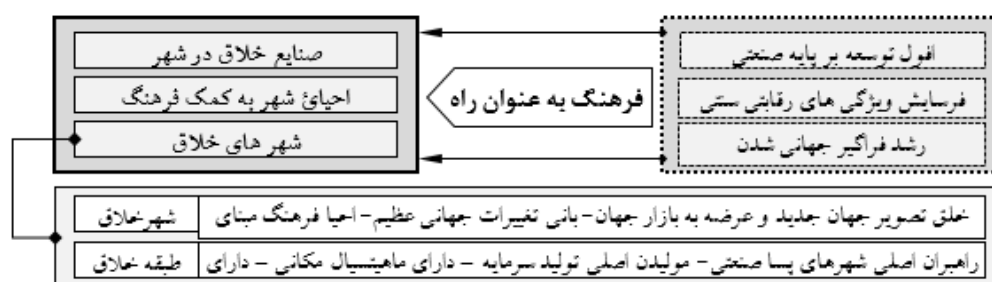 افول توسعه بر پایه صنعتی
فرسایش ویژگی های رقابتی سنتی
رشد فراگیر جهانی شدن
فرهنگ به عنوان راه
صنایع خلاق در شهر
احیائ شهر به کمک فرهنگ
شهر های خلاق
شهرخلاق خلق تصویر جهان جدید و عرضه به بازار جهان- بانی تغییرات جهانی عظیم- احیا فرهنگ مبنای
طبقه خلاق راهبران اصلی شهرهای پسا صنعتی- مولیدن اصلی تولید سرمایه - دارای ماهیتسیال مکانی - دارای